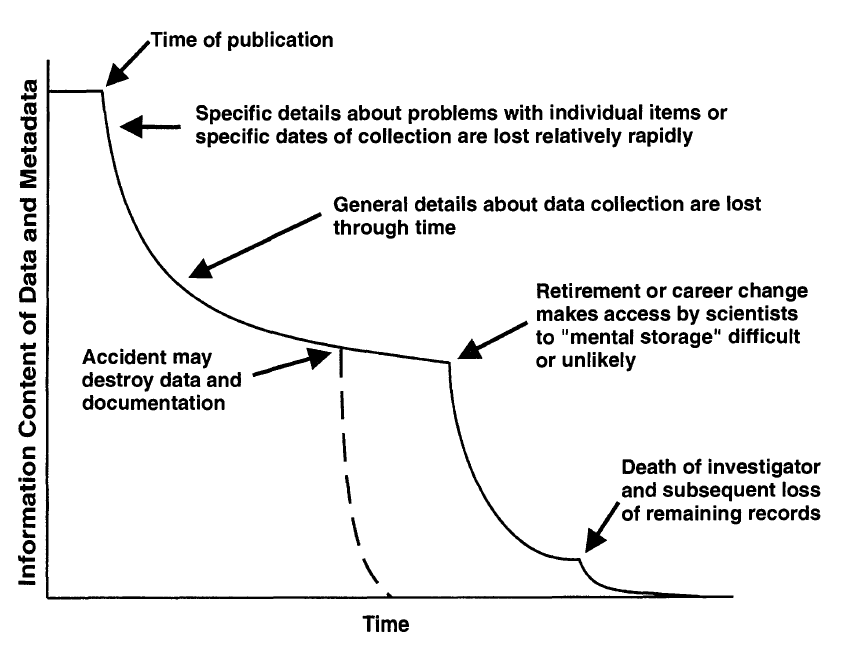 Time of publication
Specific details about problems with individual items or
specific dates of collection are lost relatively rapidly
General details about data collection are lost
through time
Retirement or career change
makes access by scientists
to "mental storage" difficult
or unlikely
Accident may
destroy data and
documentation
Death of investigator
and subsequent loss
of remaining records
Information Content of Data and Metadata
Time